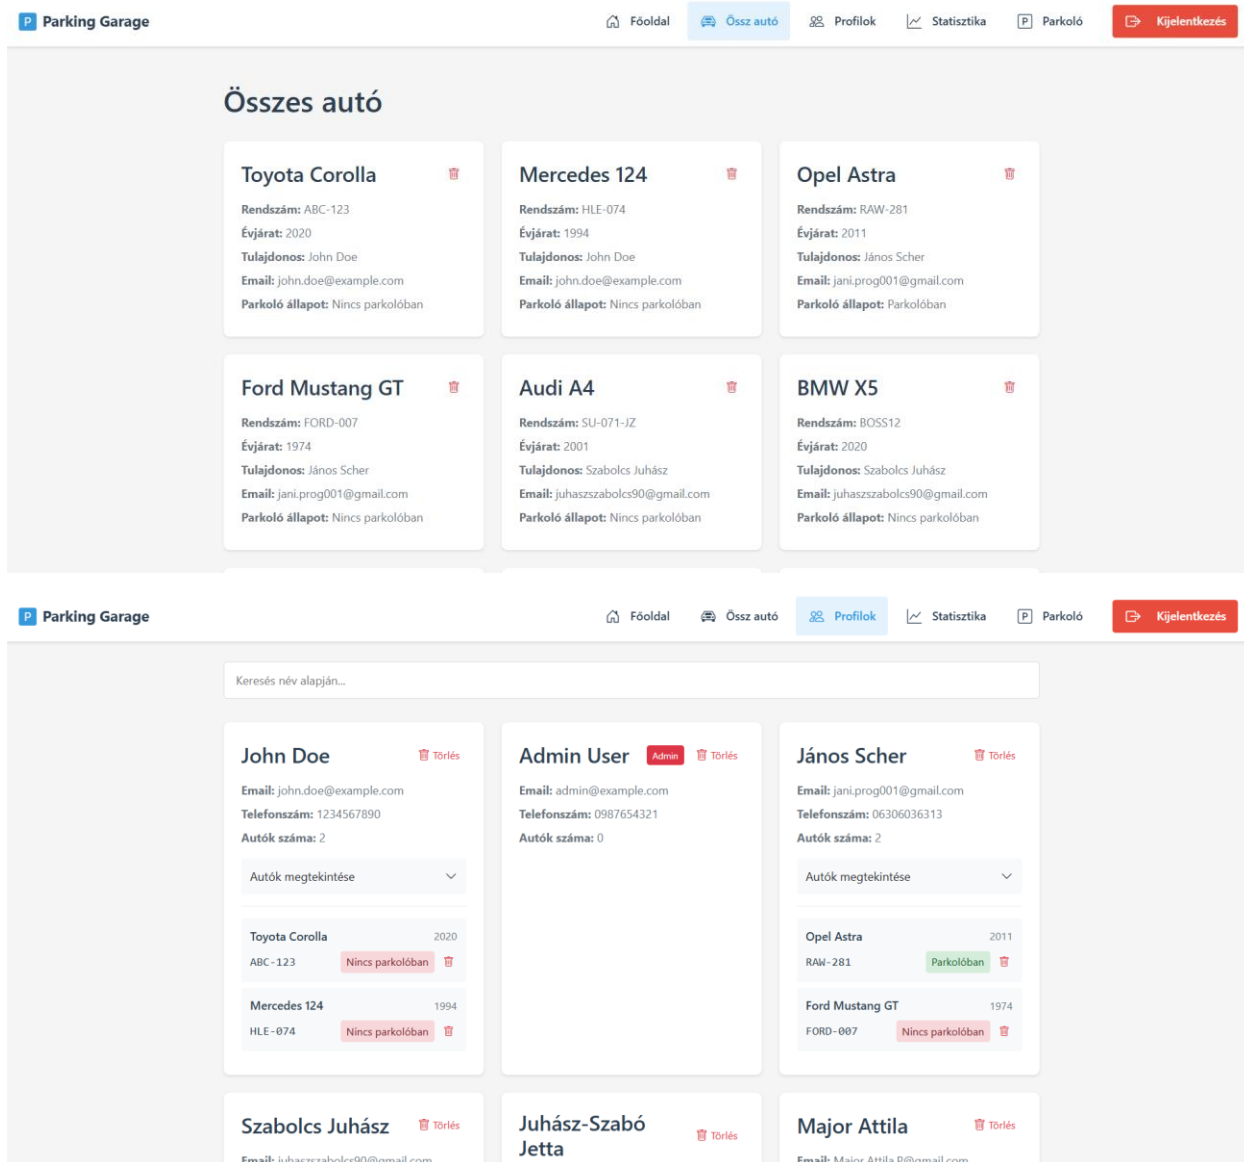 P Parking Garage Főoldal Össz autó Profilok Statisztika P Parkoló Kijelentkezés
Összes autó
Toyota Corolla
Rendszám: ABC-123
Évjárat: 2020
Tulajdonos: John Doe
Email: john.doe@example.com
Parkoló állapot: Nincs parkolóban
Mercedes 124
Rendszám: HLE-074
Évjárat: 1994
Tulajdonos: John Doe
Email: john.doe@example.com
Parkoló állapot: Nincs parkolóban
Opel Astra
Rendszám: RAW-281
Évjárat: 2011
Tulajdonos: János Scher
Email: jani.prog001@gmail.com
Parkoló állapot: Parkolóban
Ford Mustang GT
Rendszám: FORD-007
Évjárat: 1974
Tulajdonos: János Scher
Email: jani.prog001@gmail.com
Parkoló állapot: Nincs parkolóban
Audi A4
Rendszám: SU-071-JZ
Évjárat: 2001
Tulajdonos: Szabolcs Juhász
Email: juhaszszabolcs90@gmail.com
Parkoló állapot: Nincs parkolóban
BMW X5
Rendszám: BOSS12
Évjárat: 2020
Tulajdonos: Szabolcs Juhász
Email: juhaszszabolcs90@gmail.com
Parkoló állapot: Nincs parkolóban
P Parking Garage Főoldal Össz autó Profilok Statisztika P Parkoló Kijelentkezés
Keresés név alapján...
John Doe Törlés
Email: john.doe@example.com
Telefonszám: 1234567890
Autók száma: 2
Autók megtekintése
Toyota Corolla 2020
ABC-123 Nincs parkolóban
Mercedes 124 1994
HLE-074 Nincs parkolóban
Admin User Admin Törlés
Email: admin@example.com
Telefonszám: 0987654321
Autók száma: 0
János Scher Törlés
Email: jani.prog001@gmail.com
Telefonszám: 06306036313
Autók száma: 2
Autók megtekintése
Opel Astra 2011
RAW-281 Parkolóban
Ford Mustang GT 1974
FORD-007 Nincs parkolóban
Szabolcs Juhász Törlés
Email: juhaszszabolcs90@gmail.com
Juhász-Szabó
Jetta Törlés
Major Attila Törlés
Email: Major.Attila.P@gmail.com